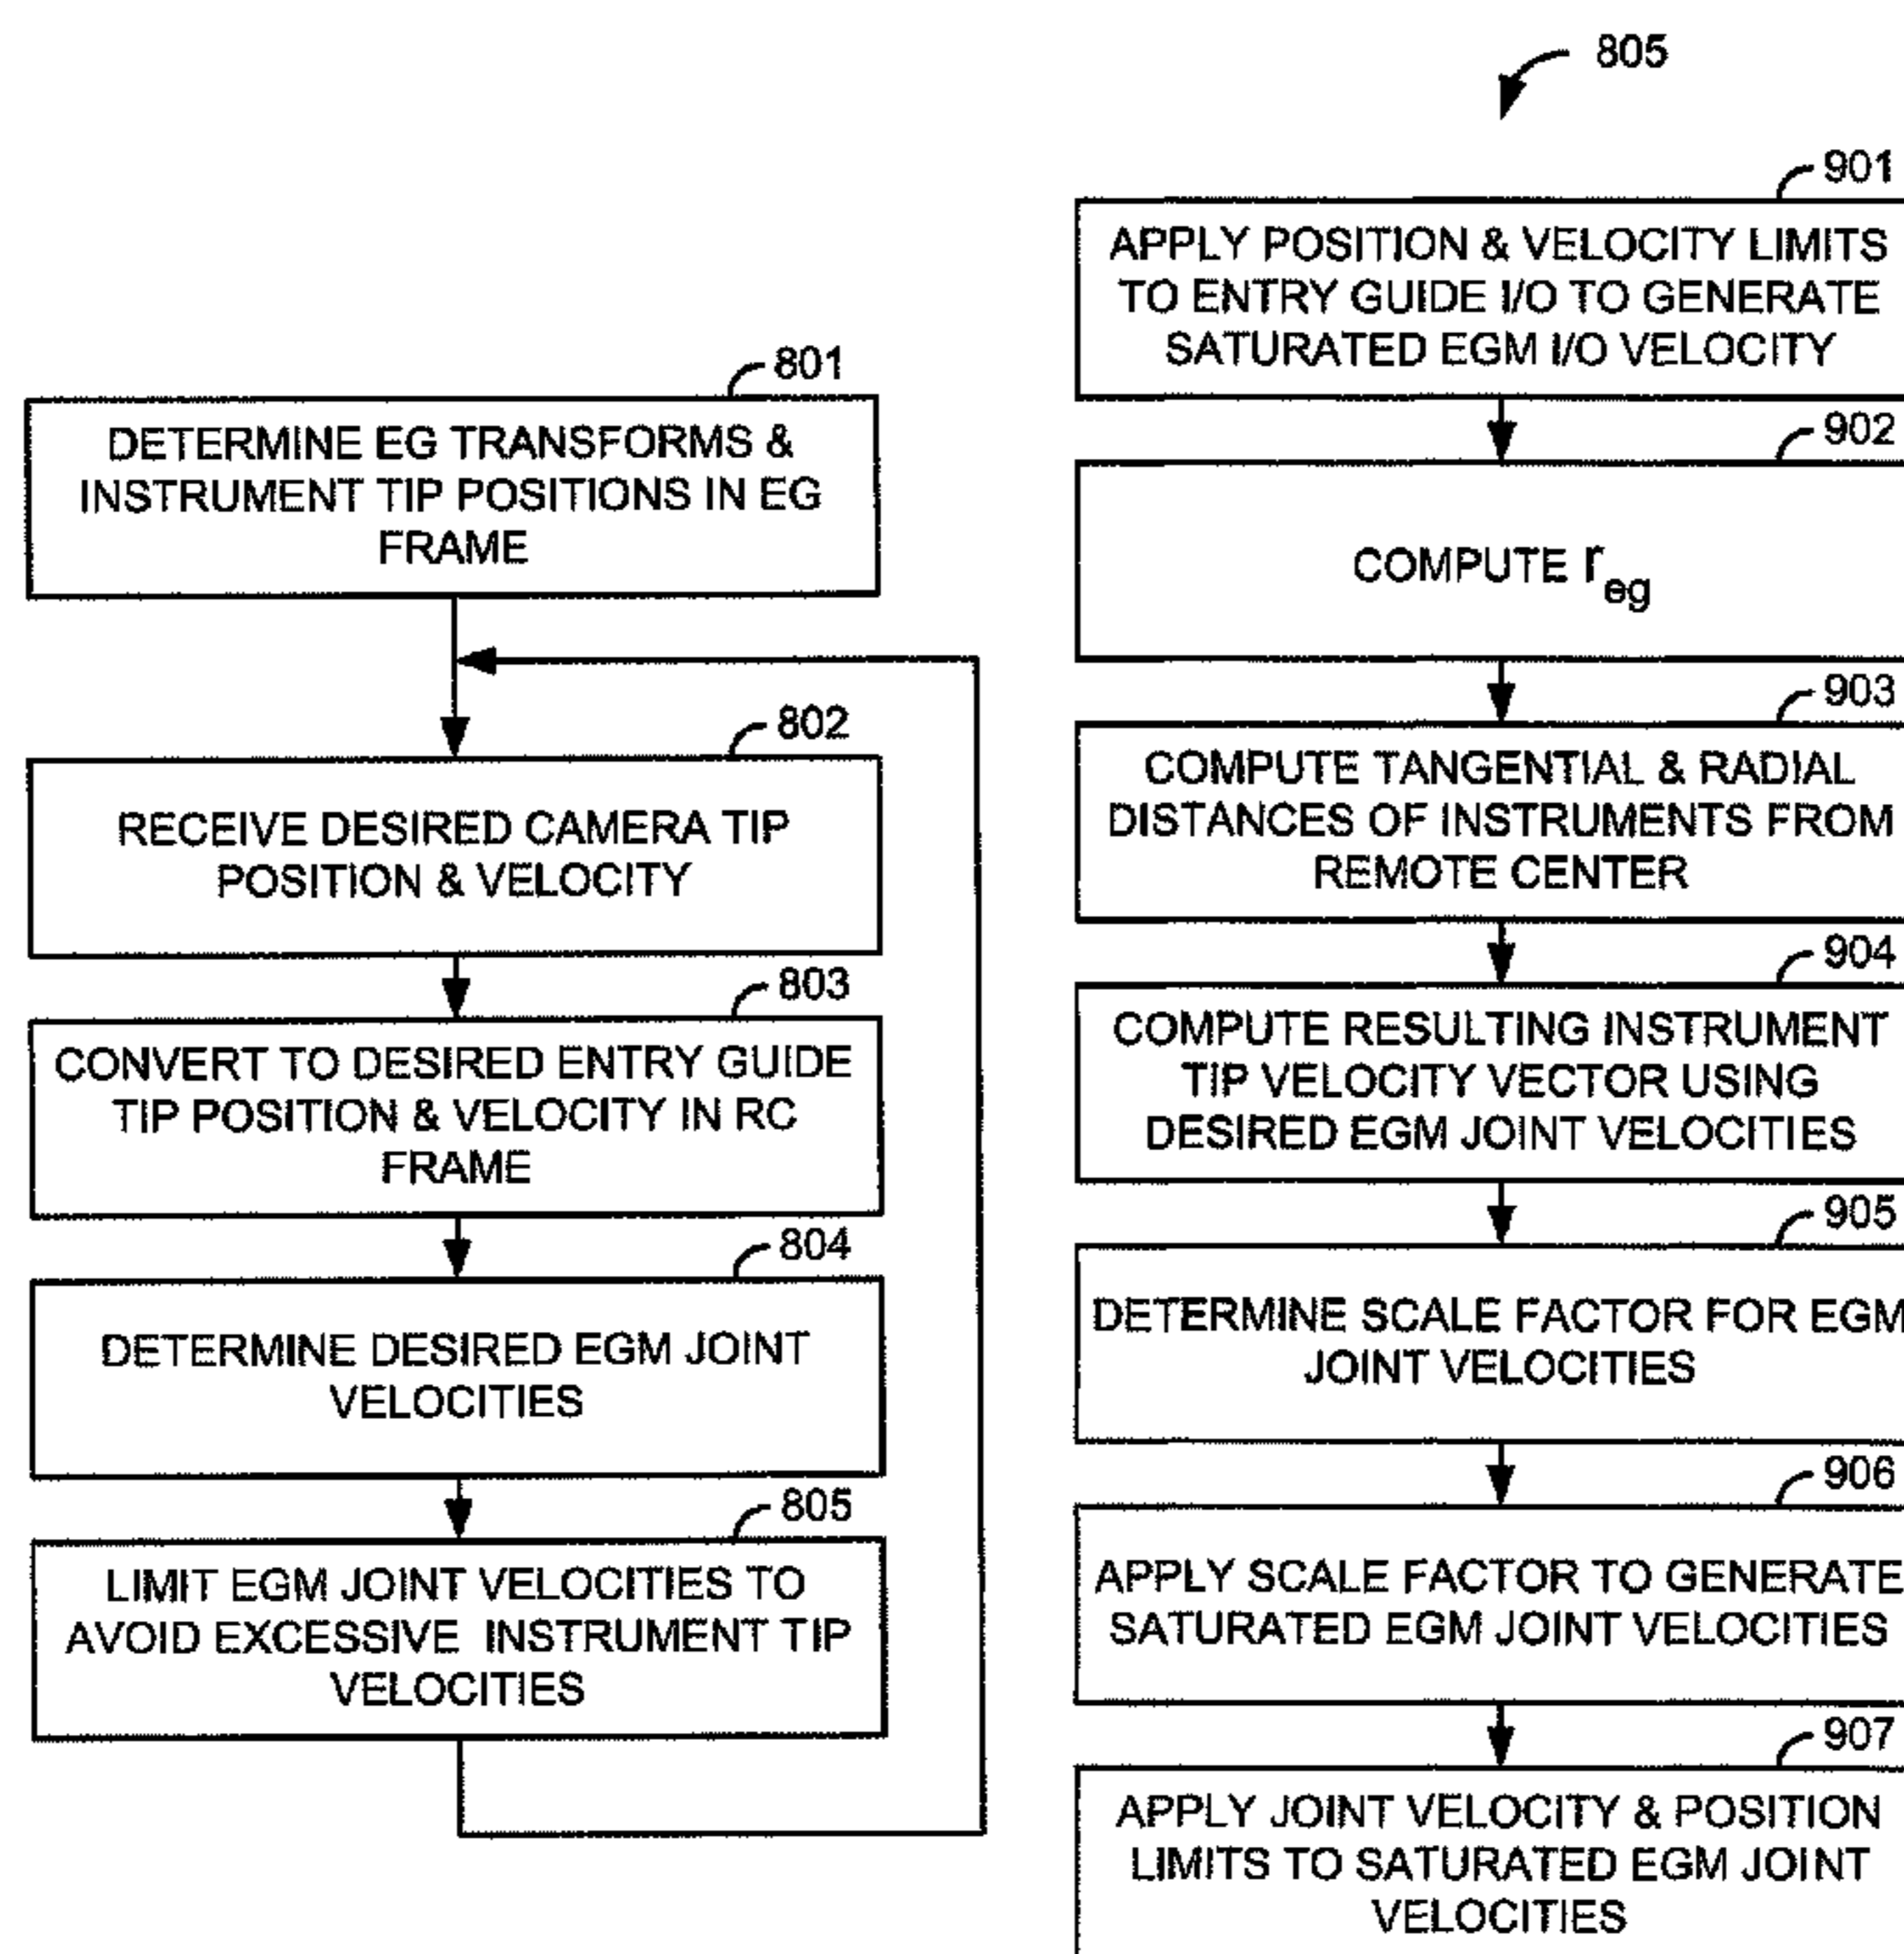 801
DETERMINE EG TRANSFORMS &
INSTRUMENT TIP POSITIONS IN EG
FRAME
802
RECEIVE DESIRED CAMERA TIP
POSITION & VELOCITY
803
CONVERT TO DESIRED ENTRY GUIDE
TIP POSITION & VELOCITY IN RC
FRAME
804
DETERMINE DESIRED EGM JOINT
VELOCITIES
805
LIMIT EGM JOINT VELOCITIES TO
AVOID EXCESSIVE INSTRUMENT TIP
VELOCITIES
805
901
APPLY POSITION & VELOCITY LIMITS
TO ENTRY GUIDE I/O TO GENERATE
SATURATED EGM I/O VELOCITY
902
COMPUTE r_eg
903
COMPUTE TANGENTIAL & RADIAL
DISTANCES OF INSTRUMENTS FROM
REMOTE CENTER
904
COMPUTE RESULTING INSTRUMENT
TIP VELOCITY VECTOR USING
DESIRED EGM JOINT VELOCITIES
905
DETERMINE SCALE FACTOR FOR EGM
JOINT VELOCITIES
906
APPLY SCALE FACTOR TO GENERATE
SATURATED EGM JOINT VELOCITIES
907
APPLY JOINT VELOCITY & POSITION
LIMITS TO SATURATED EGM JOINT
VELOCITIES